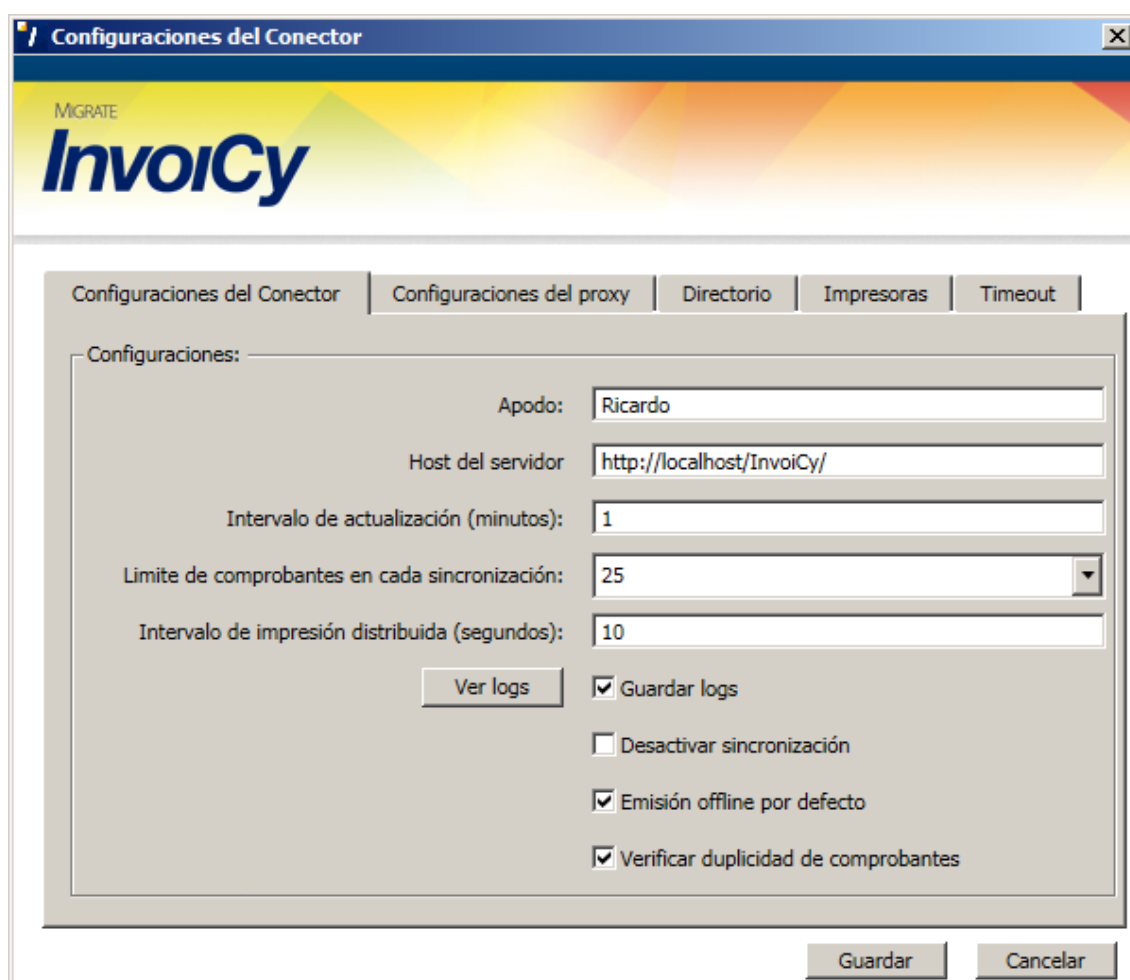 Configuraciones del Conector
MIGRATE
InvoiCy
Configuraciones del Conector Configuraciones del proxy Directorio Impresoras Timeout
Configuraciones:
Apodo: Ricardo
Host del servidor http://localhost/InvoiCy/
Intervalo de actualización (minutos): 1
Limite de comprobantes en cada sincronización: 25
Intervalo de impresión distribuida (segundos): 10
Ver logs Guardar logs
Desactivar sincronización
Emisión offline por defecto
Verificar duplicidad de comprobantes
Guardar Cancelar